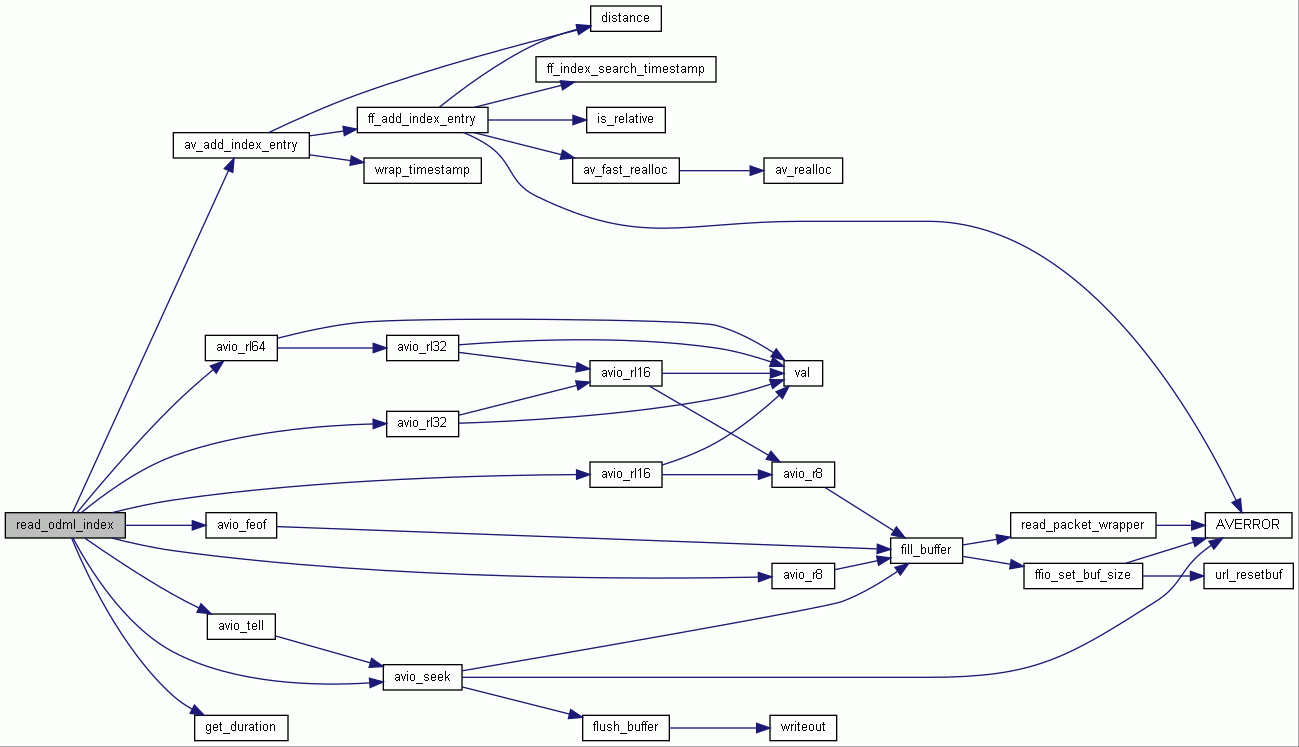 distance
ff_index_search_timestamp
ff_add_index_entry
is_relative
av_add_index_entry
wrap_timestamp
av_fast_realloc
av_realloc
avio_rl64
avio_rl32
avio_rl16
val
avio_rl32
avio_rl16
avio_r8
read_odml_index
avio_feof
read_packet_wrapper
AVERROR
fill_buffer
avio_r8
ffio_set_buf_size
url_resetbuf
avio_tell
avio_seek
get_duration
flush_buffer
writeout